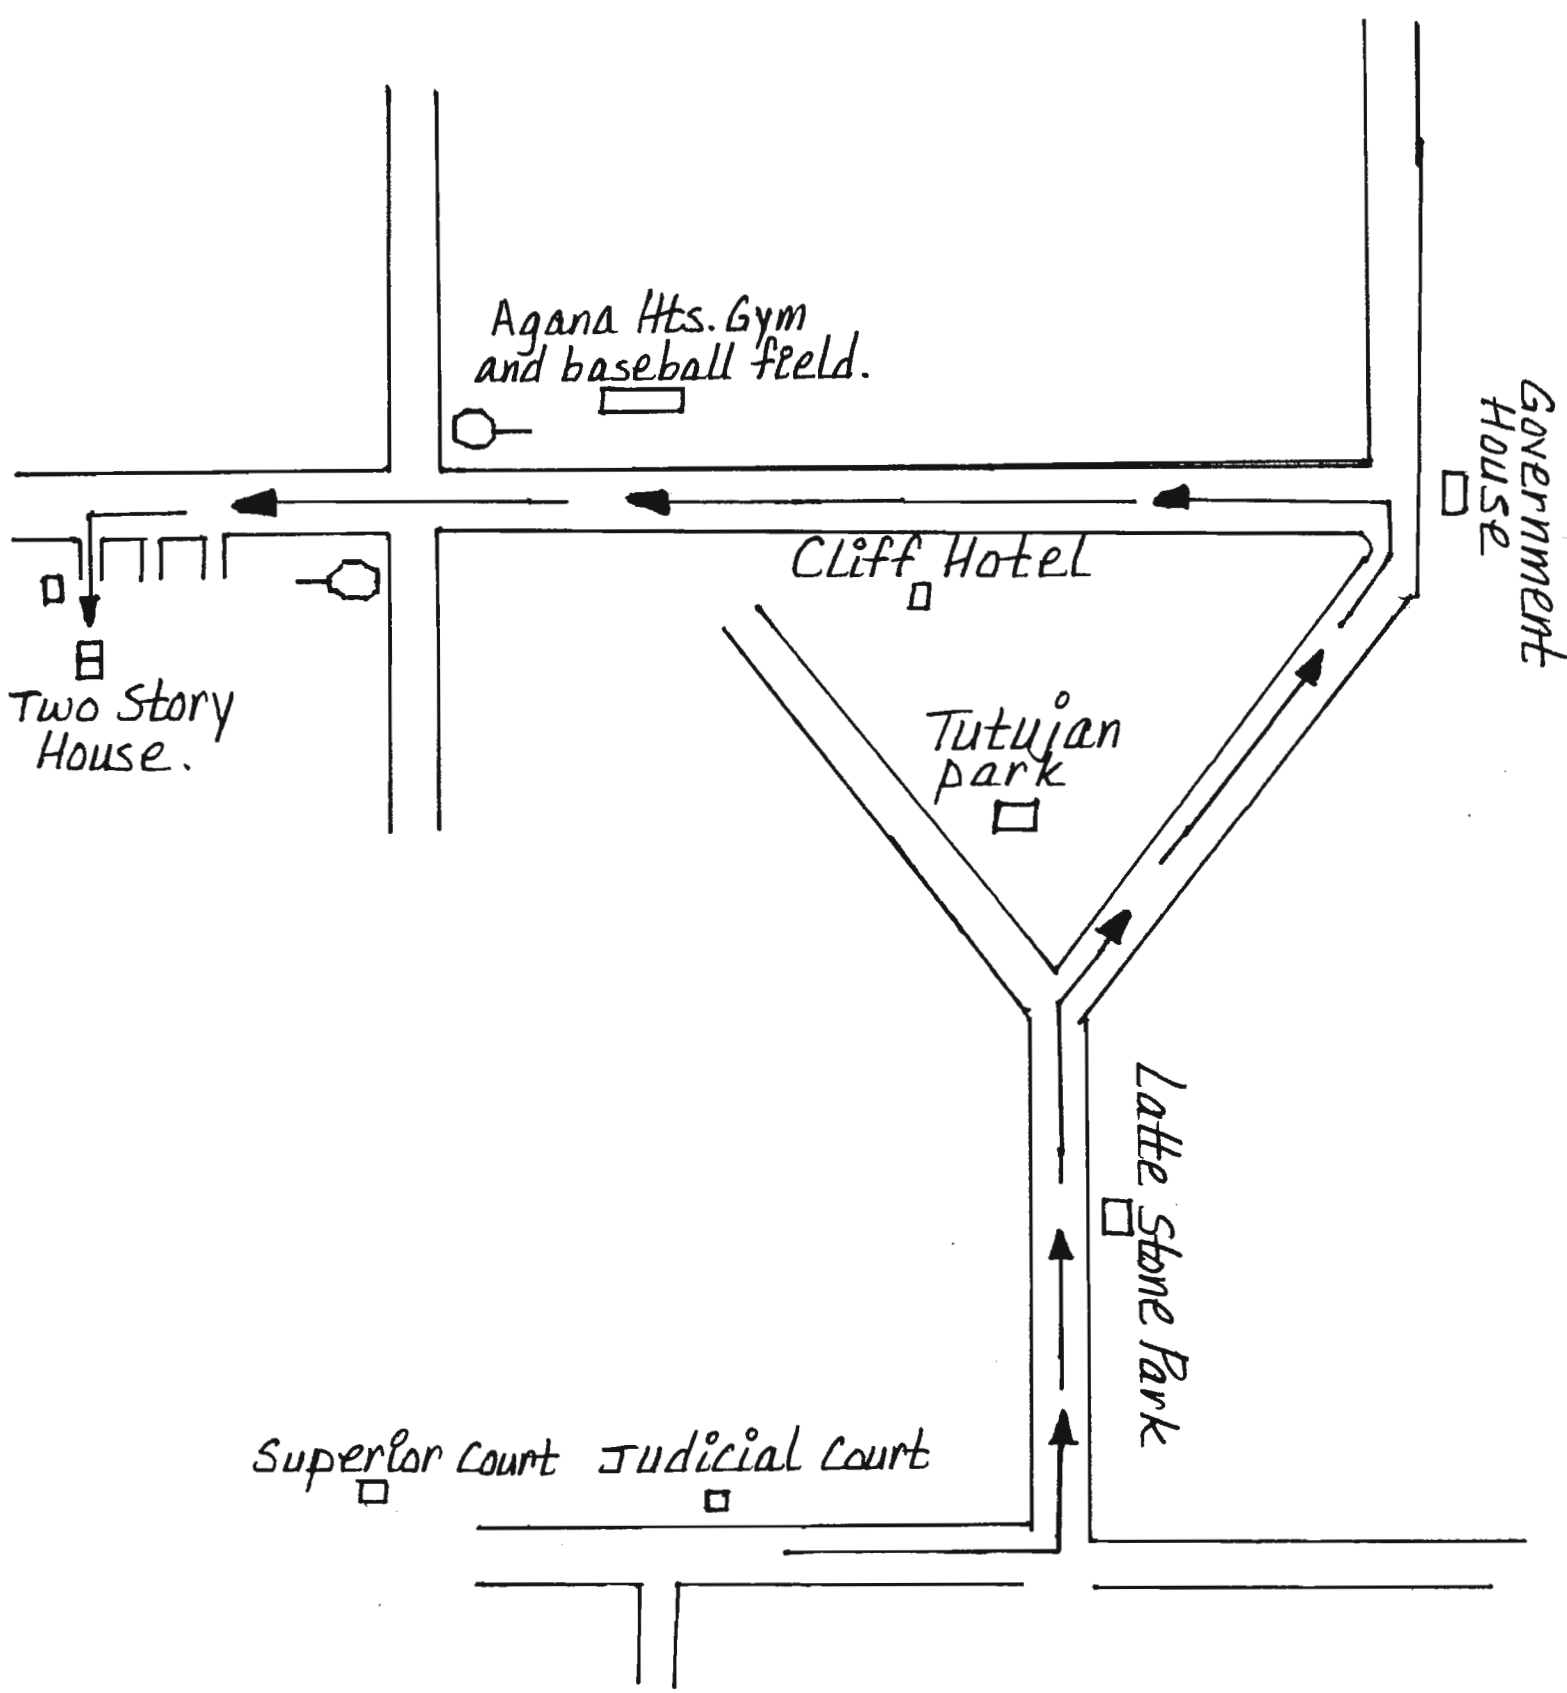 Agana Hts. Gym
and baseball field.
Government
House
Cliff Hotel
Two Story
House.
Tutujan
park
Latte Stone Park
Superior Court
Judicial Court